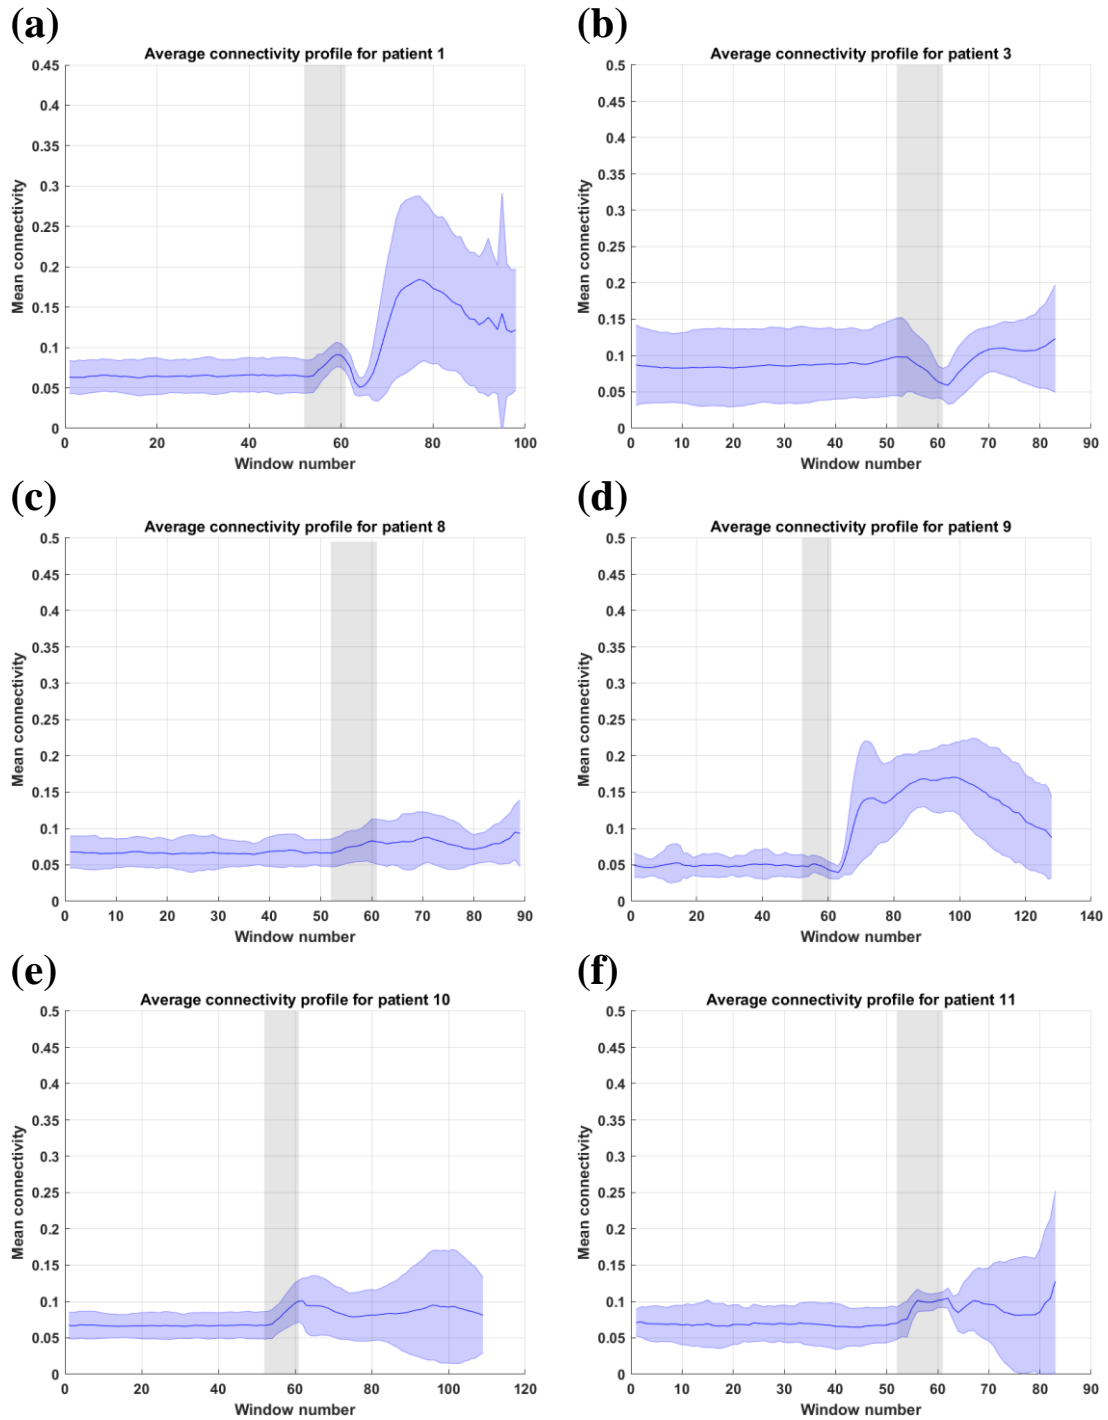 (a)
Average connectivity profile for patient 1
Mean connectivity
0.45
0.4
0.35
0.3
0.25
0.2
0.15
0.1
0.05
0
0 20 40 60 80 100
Window number
(b)
Average connectivity profile for patient 3
Mean connectivity
0.5
0.45
0.4
0.35
0.3
0.25
0.2
0.15
0.1
0.05
0
0 10 20 30 40 50 60 70 80 90
Window number
(c)
Average connectivity profile for patient 8
Mean connectivity
0.5
0.45
0.4
0.35
0.3
0.25
0.2
0.15
0.1
0.05
0
0 10 20 30 40 50 60 70 80 90
Window number
(d)
Average connectivity profile for patient 9
Mean connectivity
0.5
0.45
0.4
0.35
0.3
0.25
0.2
0.15
0.1
0.05
0
0 20 40 60 80 100 120 140
Window number
(e)
Average connectivity profile for patient 10
Mean connectivity
0.5
0.45
0.4
0.35
0.3
0.25
0.2
0.15
0.1
0.05
0
0 20 40 60 80 100 120
Window number
(f)
Average connectivity profile for patient 11
Mean connectivity
0.5
0.45
0.4
0.35
0.3
0.25
0.2
0.15
0.1
0.05
0
0 10 20 30 40 50 60 70 80 90
Window number